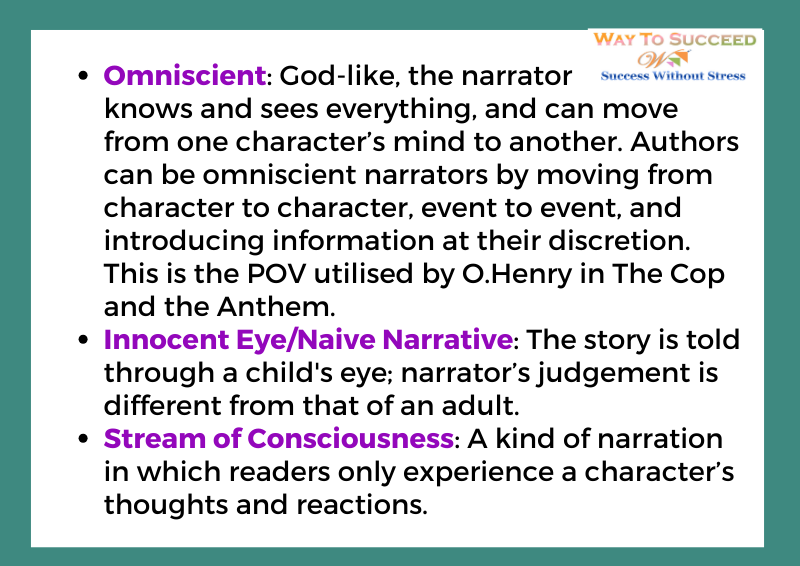 WAY TO SUCCEED
W
Success Without Stress
• Omniscient: God-like, the narrator
knows and sees everything, and can move
from one character’s mind to another. Authors
can be omniscient narrators by moving from
character to character, event to event, and
introducing information at their discretion.
This is the POV utilised by O.Henry in The Cop
and the Anthem.
• Innocent Eye/Naive Narrative: The story is told
through a child's eye; narrator’s judgement is
different from that of an adult.
• Stream of Consciousness: A kind of narration
in which readers only experience a character’s
thoughts and reactions.